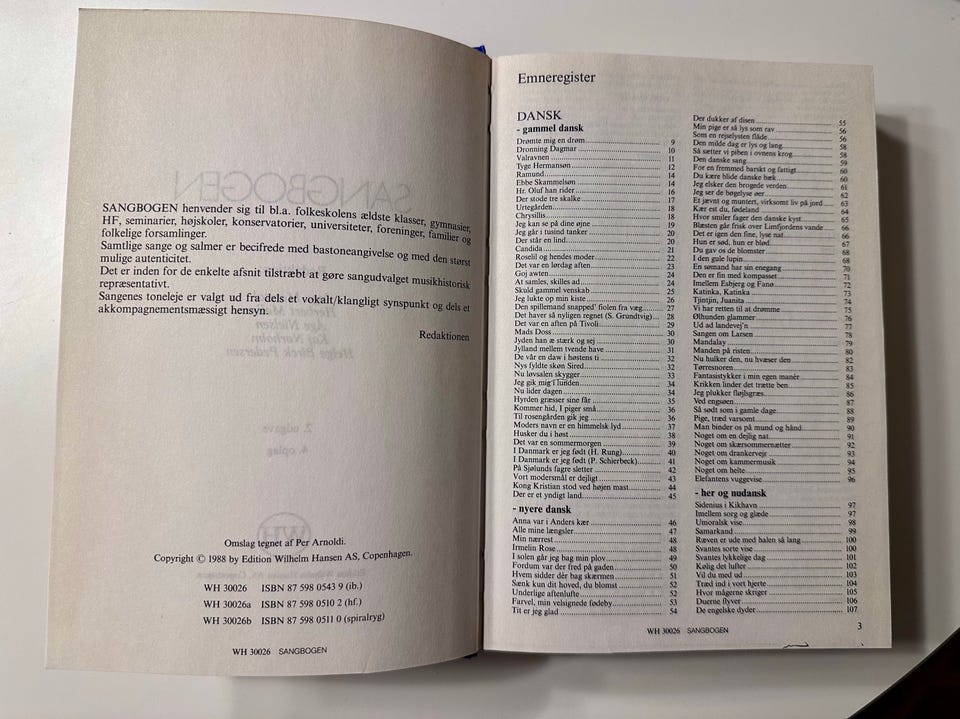 SANGBOGEN henvender sig til bl.a. folkeskolens ældste klasser, gymnasier,
HF, seminarier, højskoler, konservatorier, universiteter, foreninger, familier og
folkelige forsamlinger.
Samtlige sange og salmer er becifrede med bastoneangivelse og med den størst
mulige autenticitet.
Det er inden for de enkelte afsnit tilstræbt at gøre sangudvalget musikhistorisk
repræsentativt.
Sangenes toneleje er valgt ud fra dels et vokalt/klangligt synspunkt og dels et
akkompagnementsmæssigt hensyn.
Redaktionen
Omslag tegnet af Per Arnoldi.
Copyright © 1988 by Edition Wilhelm Hansen AS, Copenhagen.
WH 30026 ISBN 87 598 0543 9 (ib.)
WH 30026a ISBN 87 598 0510 2 (hf.)
WH 30026b ISBN 87 598 0511 0 (spiralryg)
WH 30026 SANGBOGEN
Emneregister
DANSK
- gammel dansk
Drømte mig en drøm 9
Dronning Dagmar 10
Valravnen 11
Tyge Hermansøn 12
Ramund 14
Ebbe Skammelsøn 14
Hr. Oluf han rider 16
Der stode tre skalke 17
Urtegården 18
Chrysillis 18
Jeg kan se på dine øjne 19
Jeg går i tusind tanker 20
Der står en lind 20
Candida 21
Roselil og hendes moder 22
Det var en lørdag aften 23
Goj awten 24
At samles, skilles ad 24
Skuld gammel venskab 25
Jeg lukte op min kiste 26
Den spillemand snapped' fiolen fra væg 27
Det haver så nyligen regnet (S. Grundtvig) 28
Det var en aften på Tivoli 29
Mads Doss 30
Jyden han æ stærk og sej 30
Jylland mellem tvende have 31
De vår en daw i høstens ti 32
Nys fyldte skøn Sired 32
Nu løvsalen skygger 33
Jeg gik mig i lunden 34
Nu lider dagen 34
Hyrden græsser sine får 35
Kommer hid, I piger små 36
Til rosengården gik jeg 36
Moders navn er en himmelsk lyd 37
Husker du i høst 38
Det var en sommermorgen 39
I Danmark er jeg født (H. Rung) 40
I Danmark er jeg født (P. Schierbeck) 41
På Sjølunds fagre sletter 42
Vort modersmål er dejligt 43
Kong Kristian stod ved højen mast 44
Der er et yndigt land 45
- nyere dansk
Anna var i Anders kær 46
Alle mine længsler 47
Min nærrest 48
Irmelin Rose 48
I solen går jeg bag min plov 49
Fordum var der fred på gaden 50
Hvem sidder dér bag skærmen 51
Sænk kun dit hoved, du blomst 52
Underlige aftenlufte 52
Farvel, min velsignede fødeby 53
Tit er jeg glad 54
Der dukker af disen 55
Min pige er så lys som rav 56
Som en rejselysten flåde 56
Den milde dag er lys og lang 58
Så sætter vi piben i ovnens krog 58
Den danske sang 59
For en fremmed barskt og fattigt 60
Du kære blide danske bæk 60
Jeg elsker den brogede verden 61
Jeg ser de bøgelyse øer 62
Et jævnt og muntert, virksomt liv på jord 63
Kær est du, fødeland 64
Hvor smiler fager den danske kyst 65
Blæsten går frisk over Limfjordens vande 66
Det er igen den fine, lyse nat 66
Hun er sød, hun er blød 67
Du gav os de blomster 68
I den gule lupin 68
En sømand har sin enegang 70
Den er fin med kompasset 71
Imellem Esbjerg og Fanø 72
Katinka, Katinka 73
Tjintjin, Juanita 74
Vi har retten til at drømme 75
Ølhunden glammer 76
Ud ad landevej'n 77
Sangen om Larsen 78
Mandalay 79
Manden på risten 80
Nu hulker den, nu hvæser den 82
Tørresnoren 83
Fantasistykker i min egen manér 84
Krikken linder det trætte ben 85
Jeg plukker fløjlsgræs 86
Ved engsøen 87
Så sødt som i gamle dage 88
Pige, træd varsomt 89
Man binder os på mund og hånd 90
Noget om en dejlig nat 91
Noget om skærsommernætter 92
Noget om drankervejr 93
Noget om kammermusik 94
Noget om helte 95
Elefantens vuggevise 96
- her og nudansk
Sidenius i Kikhavn 97
Imellem sorg og glæde 97
Umoralsk vise 98
Samarkand 99
Ræven er ude med halen så lang 100
Svantes sorte vise 100
Svantes lykkelige dag 101
Kølig det lufter 102
Vil du med ud 103
Træd ind i vort hjerte 104
Hvor mågerne skriger 105
Duerne flyver 106
De engelske dyder 107
WH 30026 SANGBOGEN
3